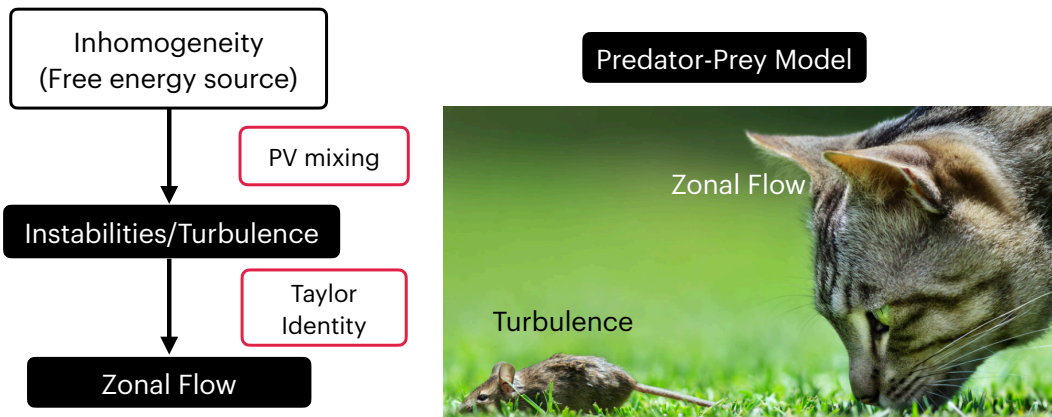 Inhomogeneity
(Free energy source)
PV mixing
Instabilities/Turbulence
Taylor
Identity
Zonal Flow
Predator-Prey Model
Zonal Flow
Turbulence